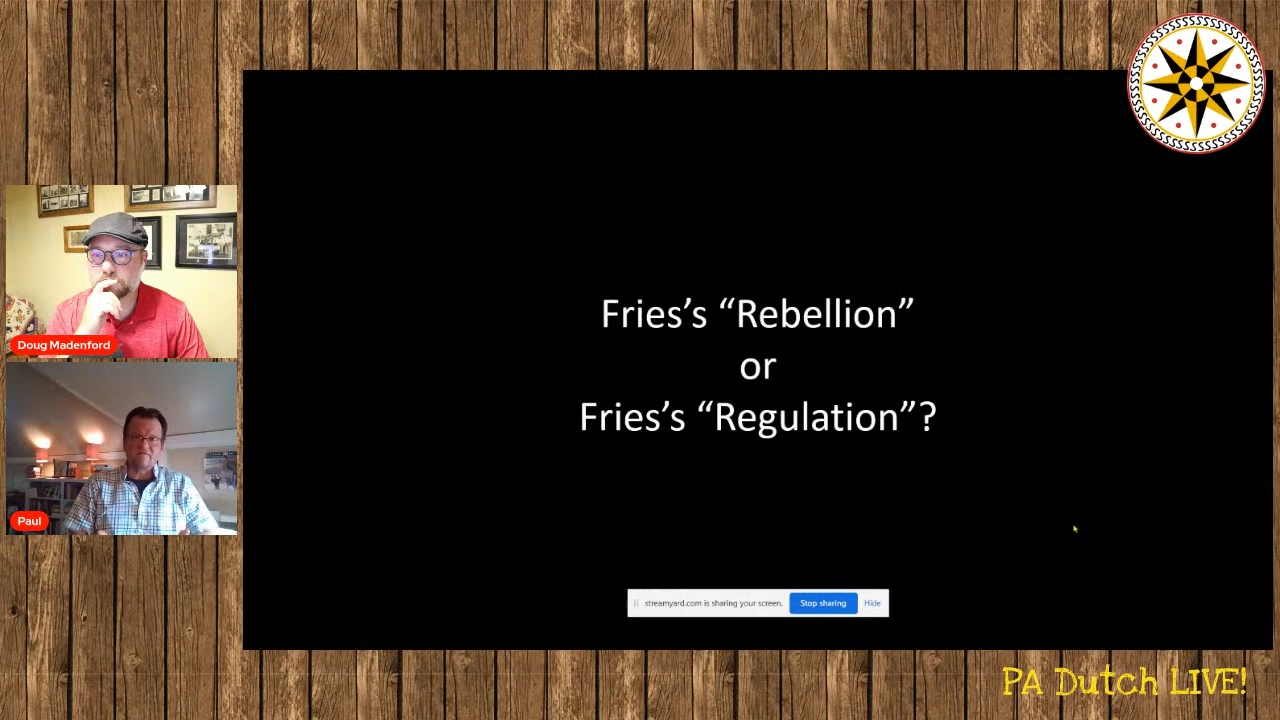 Doug Madenford
Paul
Fries’s “Rebellion”
or
Fries’s “Regulation”?
streamyard.com is sharing your screen.
Stop sharing
Hide
PA Dutch LIVE!